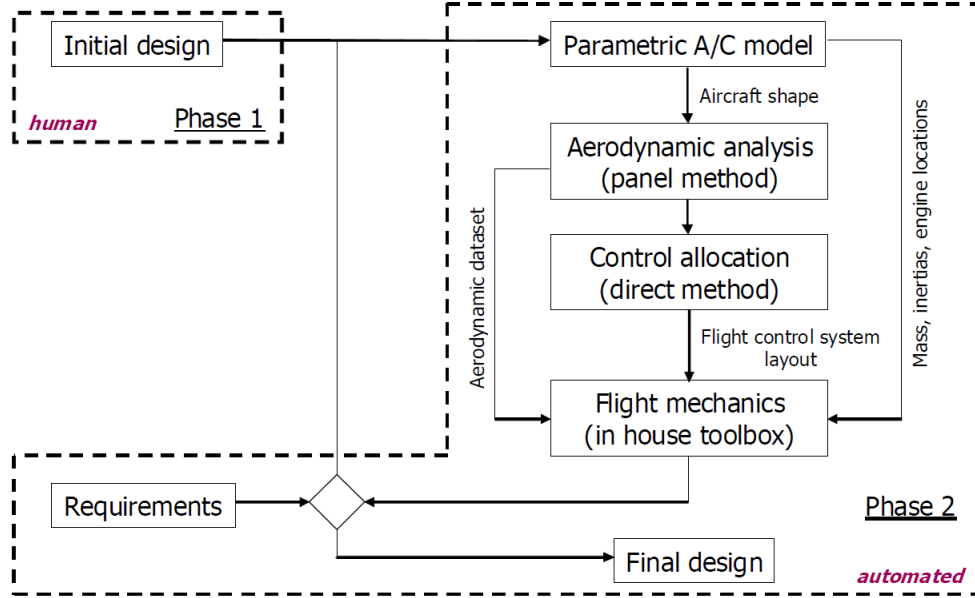 Initial design
human
Phase 1
Parametric A/C model
Aircraft shape
Aerodynamic analysis
(panel method)
Aerodynamic dataset
Mass, inertias, engine locations
Control allocation
(direct method)
Flight control system
layout
Flight mechanics
(in house toolbox)
Requirements
Phase 2
Final design
automated